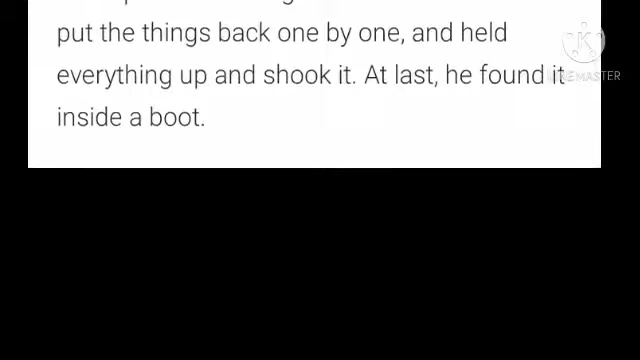 put the things back one by one, and held
everything up and shook it. At last, he found it
inside a boot.
KINEMASTER